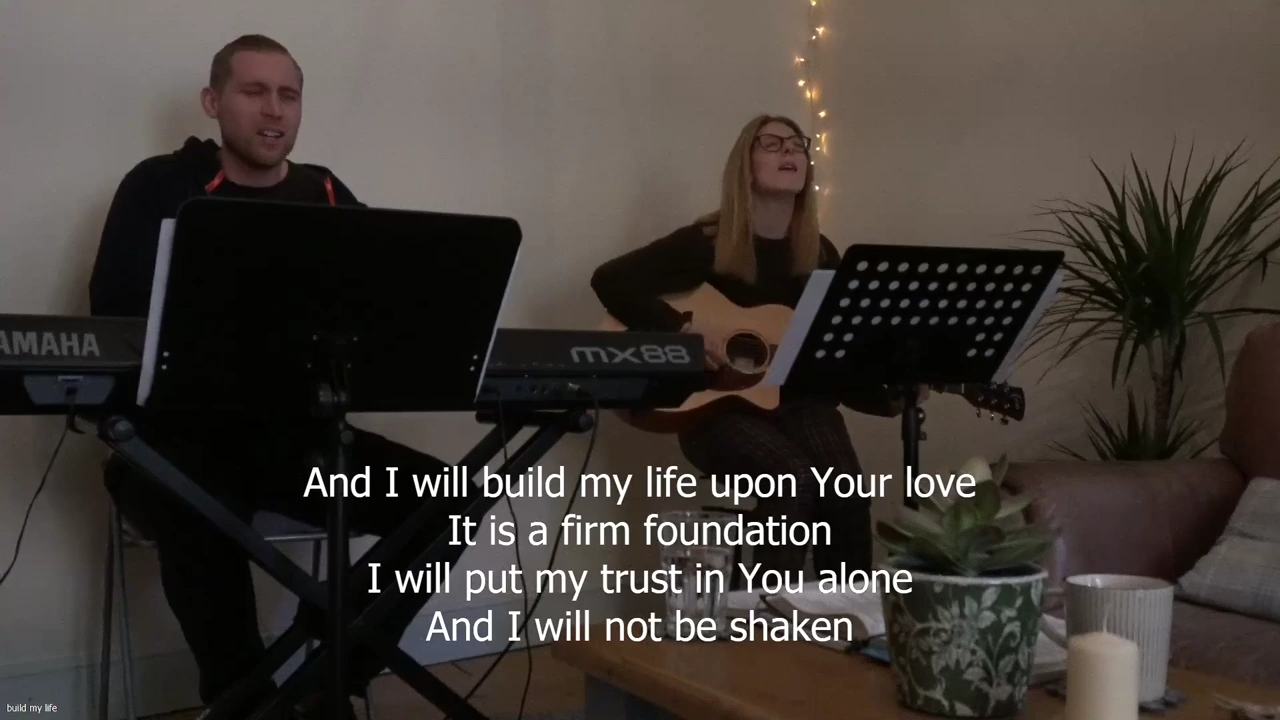 AMAHA
mx88
And I will build my life upon Your love
It is a firm foundation
I will put my trust in You alone
And I will not be shaken
build my life